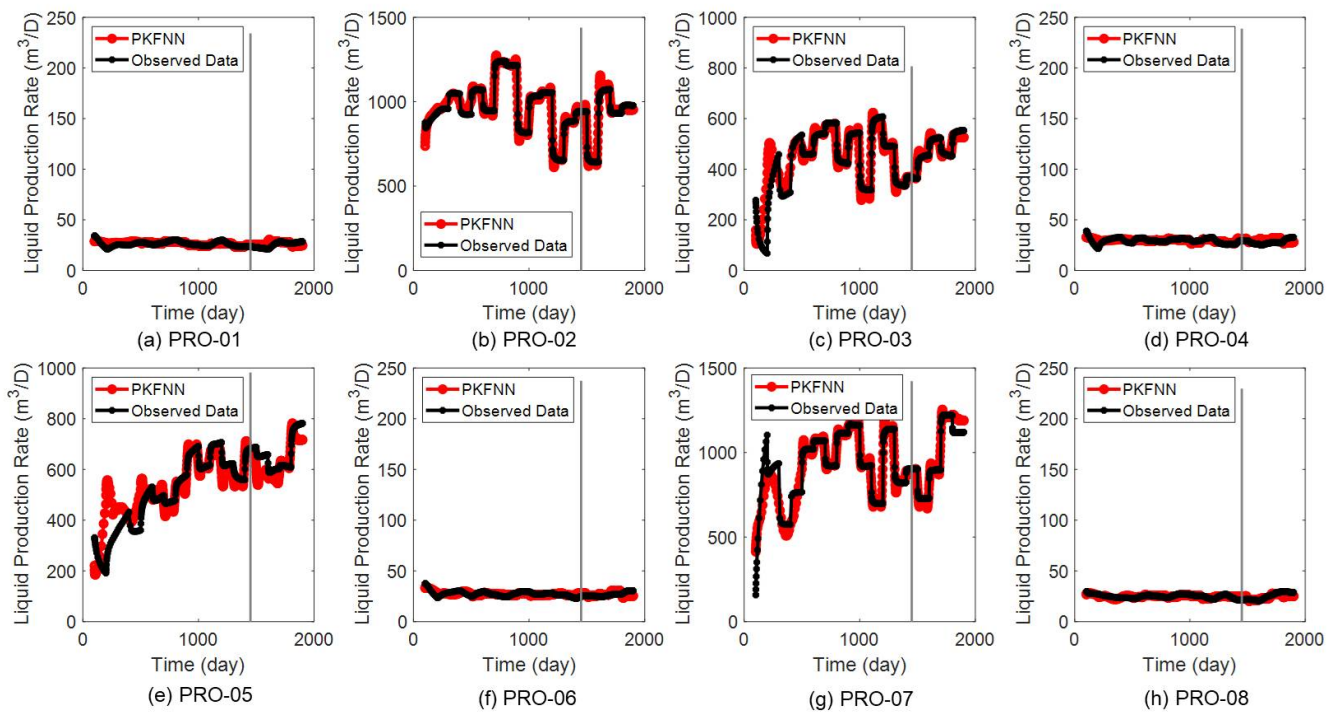 250
200
150
100
50
0
Liquid Production Rate (m³/D)
PKFNN
Observed Data
0 1000 2000
Time (day)
(a) PRO-01
1500
1000
500
0
Liquid Production Rate (m³/D)
PKFNN
Observed Data
0 1000 2000
Time (day)
(b) PRO-02
1000
800
600
400
200
0
Liquid Production Rate (m³/D)
PKFNN
Observed Data
0 1000 2000
Time (day)
(c) PRO-03
250
200
150
100
50
0
Liquid Production Rate (m³/D)
PKFNN
Observed Data
0 1000 2000
Time (day)
(d) PRO-04
1000
800
600
400
200
0
Liquid Production Rate (m³/D)
PKFNN
Observed Data
0 1000 2000
Time (day)
(e) PRO-05
250
200
150
100
50
0
Liquid Production Rate (m³/D)
PKFNN
Observed Data
0 1000 2000
Time (day)
(f) PRO-06
1500
1000
500
0
Liquid Production Rate (m³/D)
PKFNN
Observed Data
0 1000 2000
Time (day)
(g) PRO-07
250
200
150
100
50
0
Liquid Production Rate (m³/D)
PKFNN
Observed Data
0 1000 2000
Time (day)
(h) PRO-08